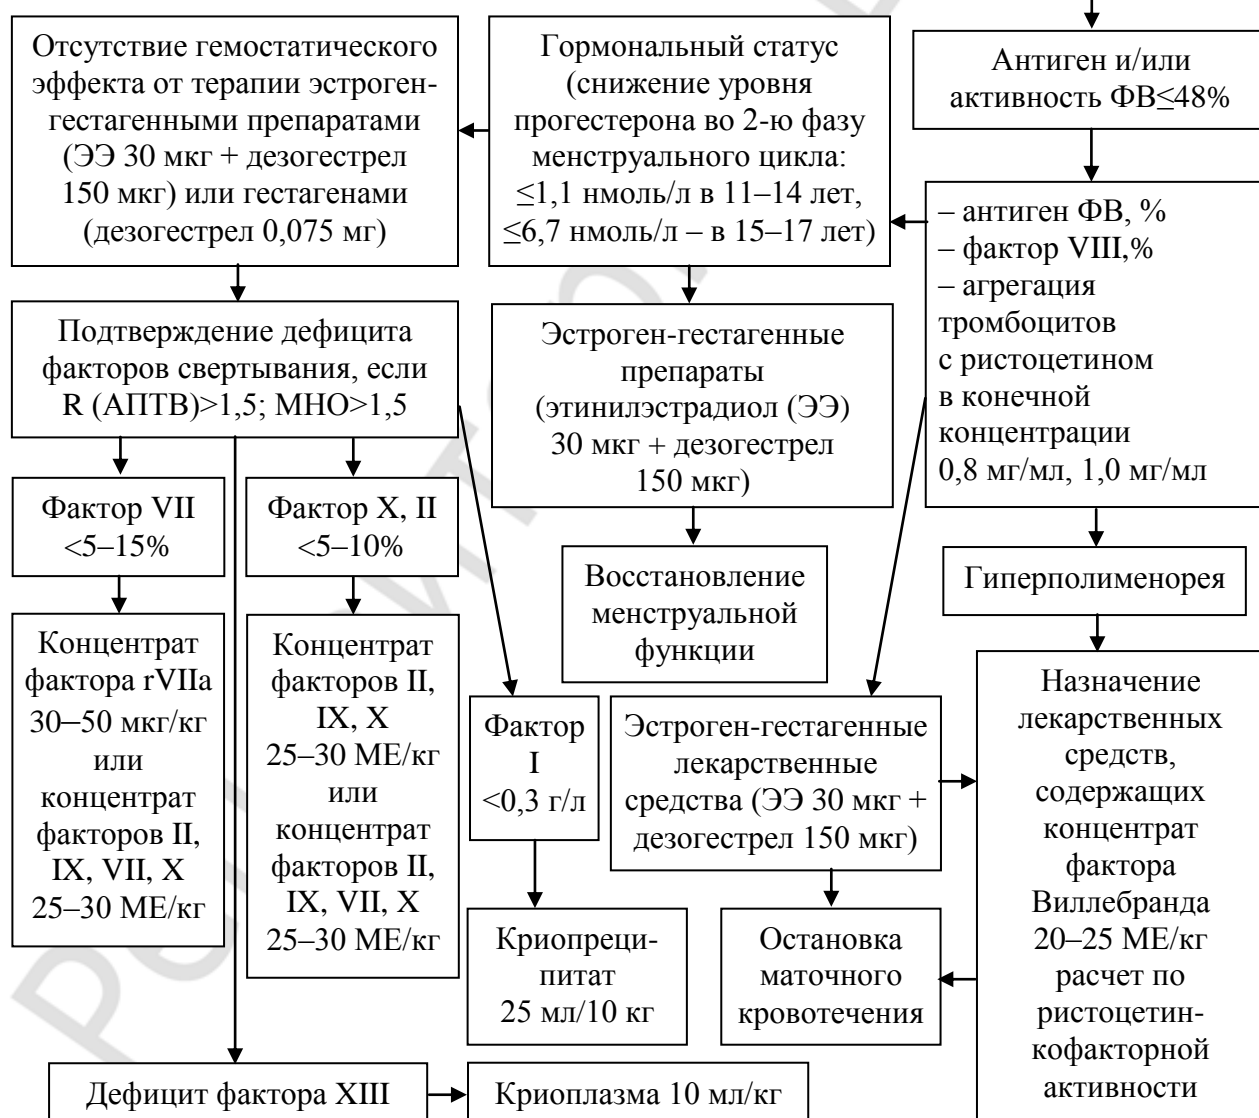 Отсутствие гемостатического
эффекта от терапии эстроген-
гестагенными препаратами
(ЭЭ 30 мкг + дезогестрел
150 мкг) или гестагенами
(дезогестрел 0,075 мг)
Гормональный статус
(снижение уровня
прогестерона во 2-ю фазу
менструального цикла:
≤1,1 нмоль/л в 11–14 лет,
≤6,7 нмоль/л – в 15–17 лет)
Антиген и/или
активность ФВ≤48%
– антиген ФВ, %
– фактор VIII,%
– агрегация
тромбоцитов
с ристоцетином
в конечной
концентрации
0,8 мг/мл, 1,0 мг/мл
Подтверждение дефицита
факторов свертывания, если
R (АПТВ)>1,5; МНО>1,5
Эстроген-гестагенные
препараты
(этинилэстрадиол (ЭЭ)
30 мкг + дезогестрел
150 мкг)
Фактор VII
<5–15%
Фактор X, II
<5–10%
Восстановление
менструальной
функции
Гиперполименорея
Концентрат
фактора rVIIa
30–50 мкг/кг
или
концентрат
факторов II,
IX, VII, X
25–30 МЕ/кг
Концентрат
факторов II,
IX, X
25–30 МЕ/кг
или
концентрат
факторов II,
IX, VII, X
25–30 МЕ/кг
Фактор
I
<0,3 г/л
Эстроген-гестагенные
лекарственные
средства (ЭЭ 30 мкг +
дезогестрел 150 мкг)
Назначение
лекарственных
средств,
содержащих
концентрат
фактора
Виллебранда
20–25 МЕ/кг
расчет по
ристоцетин-
кофакторной
активности
Криопреци-
питат
25 мл/10 кг
Остановка
маточного
кровотечения
Дефицит фактора XIII
Криоплазма 10 мл/кг